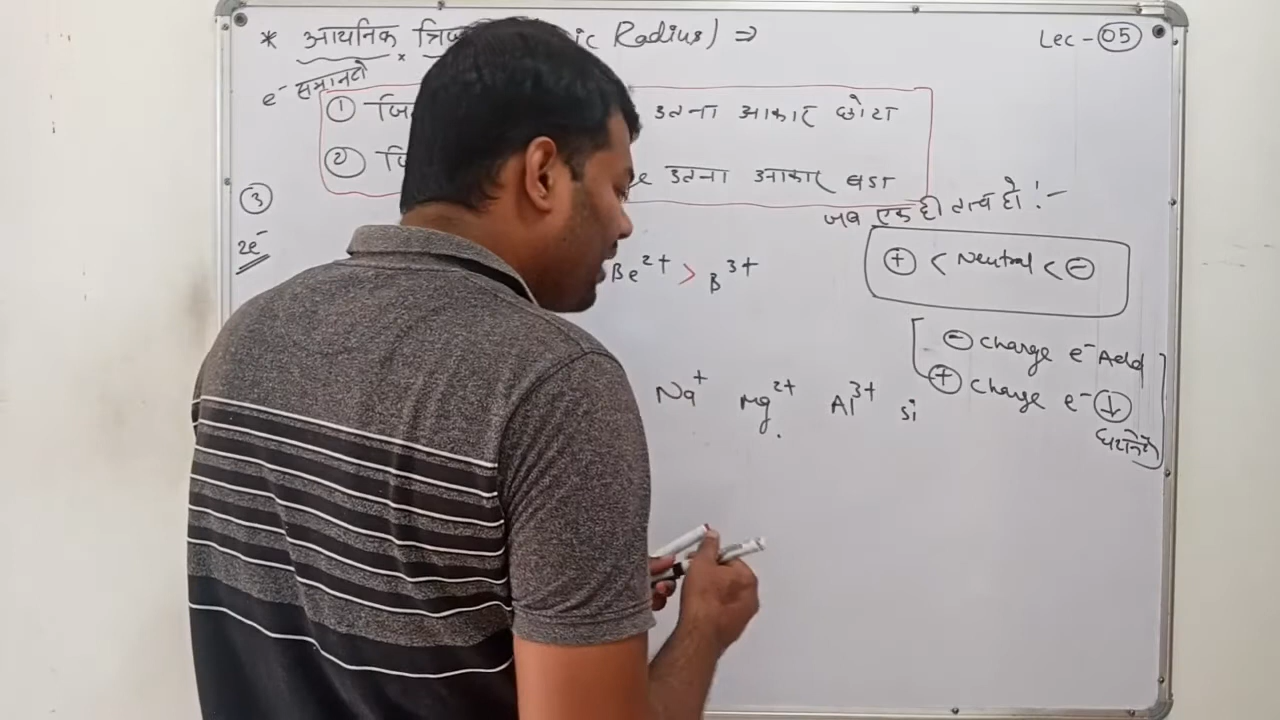 * आयनिक ic Radius) ⇒
Lec - 05
e⁻ समानटो
① उतना आकार छोटा
② उतना आकार बडा
③
जब एक ही तत्व हो !-
2e⁻
Be²⁺ > B³⁺
⊕ < Neutral < ⊖
⊖ charge e⁻ Add
⊕ charge e⁻ ↓
Na⁺ Mg²⁺ Al³⁺ Si